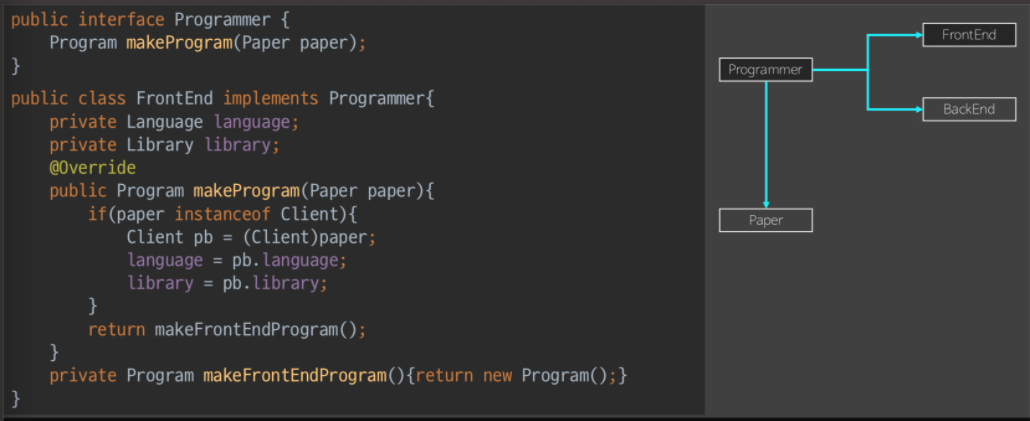 public interface Programmer {
    Program makeProgram(Paper paper);
}
public class FrontEnd implements Programmer{
    private Language language;
    private Library library;
    @Override
    public Program makeProgram(Paper paper){
        if(paper instanceof Client){
            Client pb = (Client)paper;
            language = pb.language;
            library = pb.library;
        }
        return makeFrontEndProgram();
    }
    private Program makeFrontEndProgram(){return new Program();}
}
FrontEnd
Programmer
BackEnd
Paper